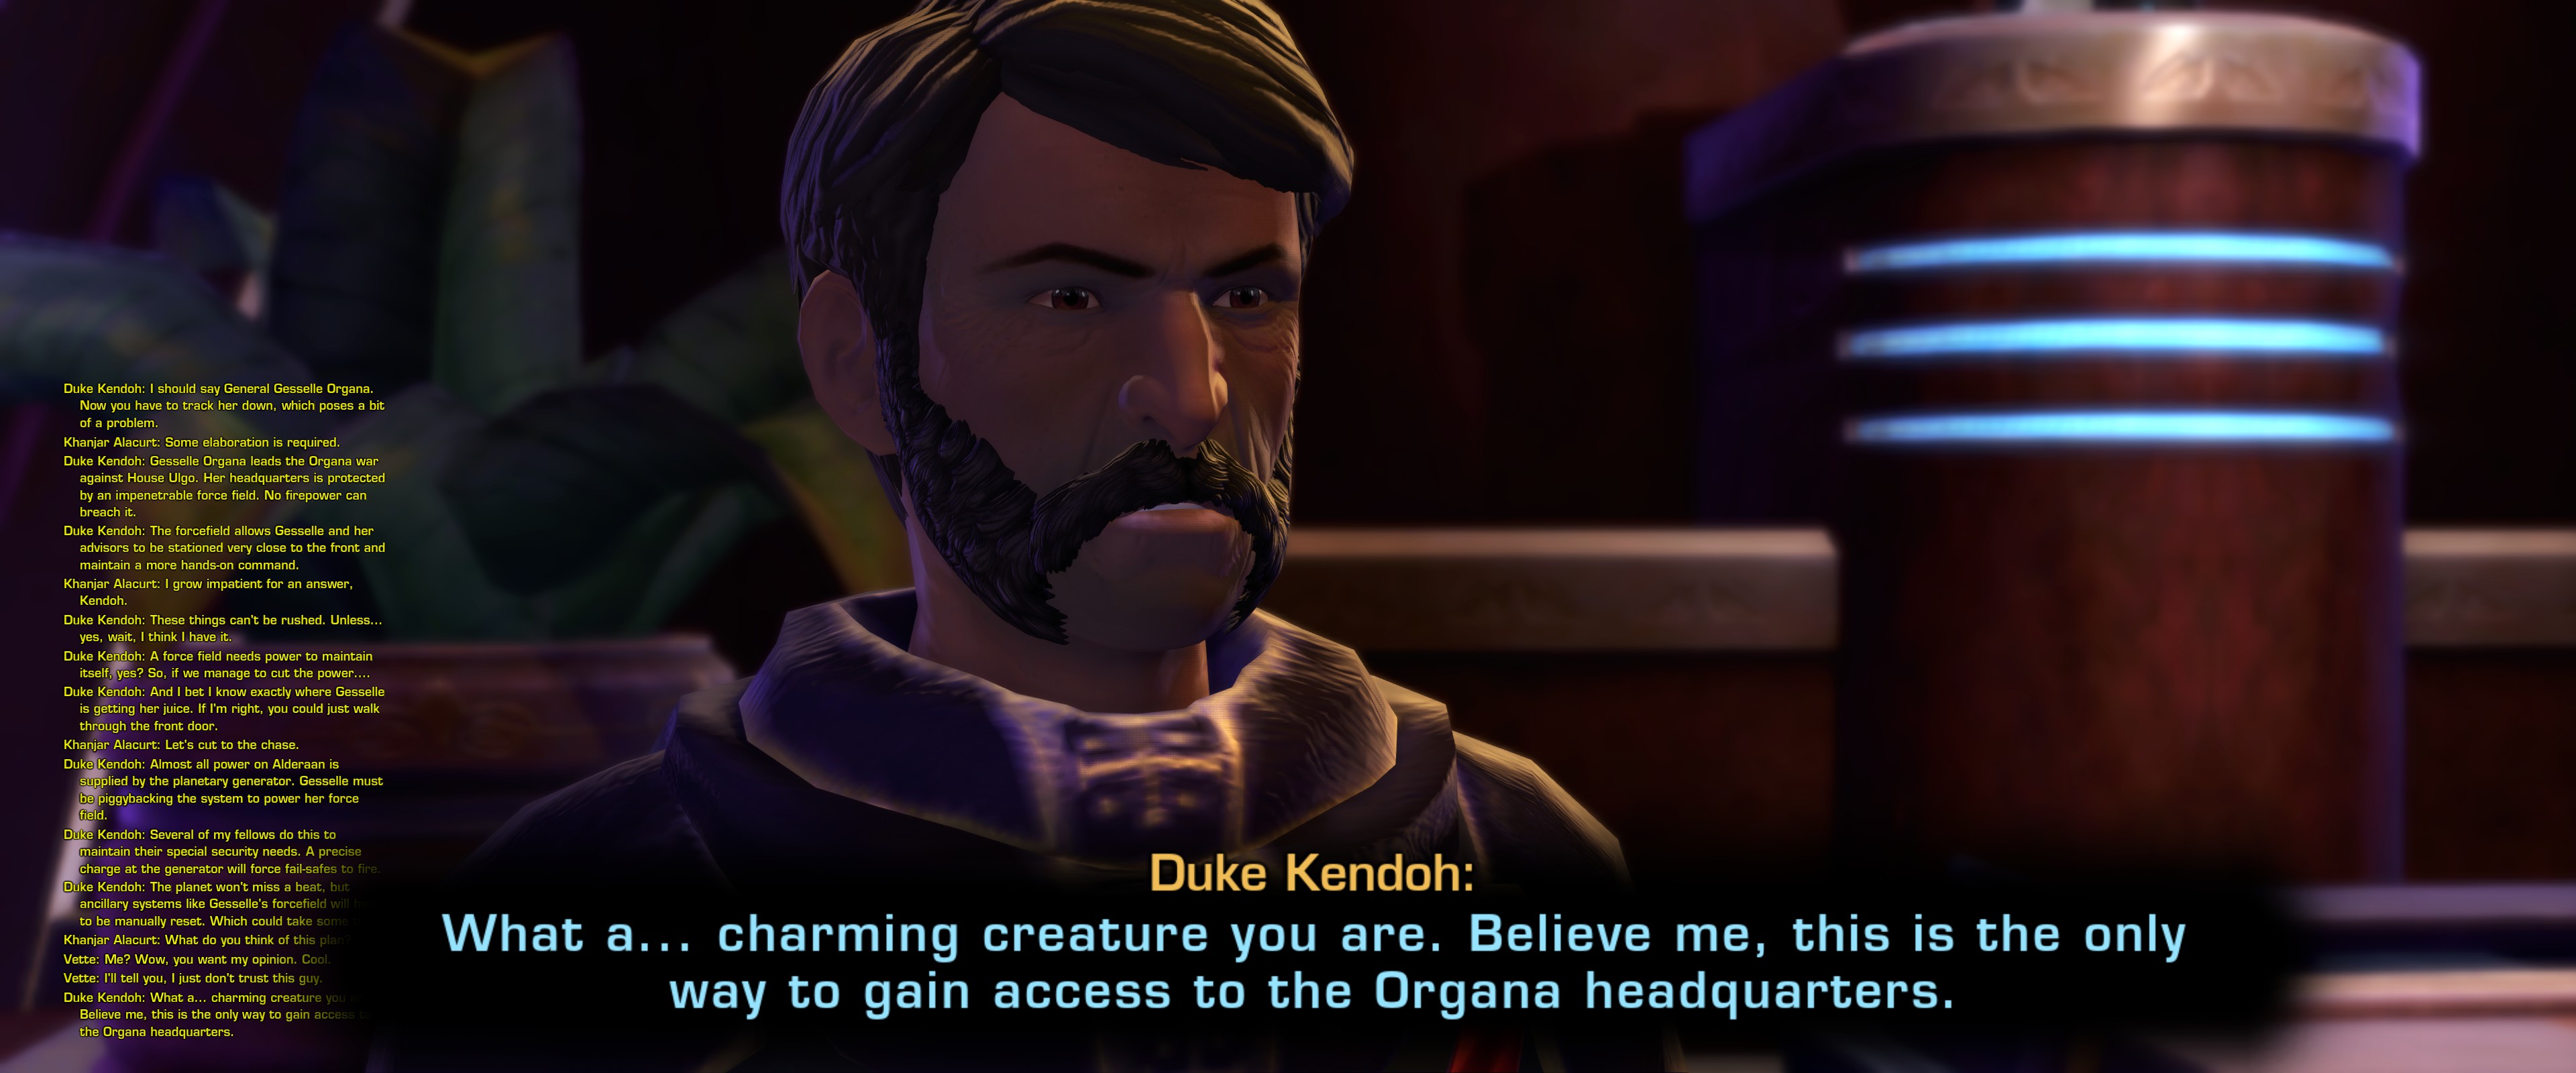 Duke Kendoh: I should say General Gesselle Organa.
Now you have to track her down, which poses a bit
of a problem.
Khanjar Alacurt: Some elaboration is required.
Duke Kendoh: Gesselle Organa leads the Organa war
against House Ulgo. Her headquarters is protected
by an impenetrable force field. No firepower can
breach it.
Duke Kendoh: The forcefield allows Gesselle and her
advisors to be stationed very close to the front and
maintain a more hands-on command.
Khanjar Alacurt: I grow impatient for an answer,
Kendoh.
Duke Kendoh: These things can't be rushed. Unless...
yes, wait, I think I have it.
Duke Kendoh: A force field needs power to maintain
itself, yes? So, if we manage to cut the power....
Duke Kendoh: And I bet I know exactly where Gesselle
is getting her juice. If I'm right, you could just walk
through the front door.
Khanjar Alacurt: Let's cut to the chase.
Duke Kendoh: Almost all power on Alderaan is
supplied by the planetary generator. Gesselle must
be piggybacking the system to power her force
field.
Duke Kendoh: Several of my fellows do this to
maintain their special security needs. A precise
charge at the generator will force fail-safes to fire.
Duke Kendoh: The planet won't miss a beat, but
ancillary systems like Gesselle's forcefield will
to be manually reset. Which could take some
Khanjar Alacurt: What do you think of this plan?
Vette: Me? Wow, you want my opinion. Cool.
Vette: I'll tell you, I just don't trust this guy.
Duke Kendoh: What a... charming creature you
Believe me, this is the only way to gain access to
the Organa headquarters.
Duke Kendoh:
What a... charming creature you are. Believe me, this is the only
way to gain access to the Organa headquarters.